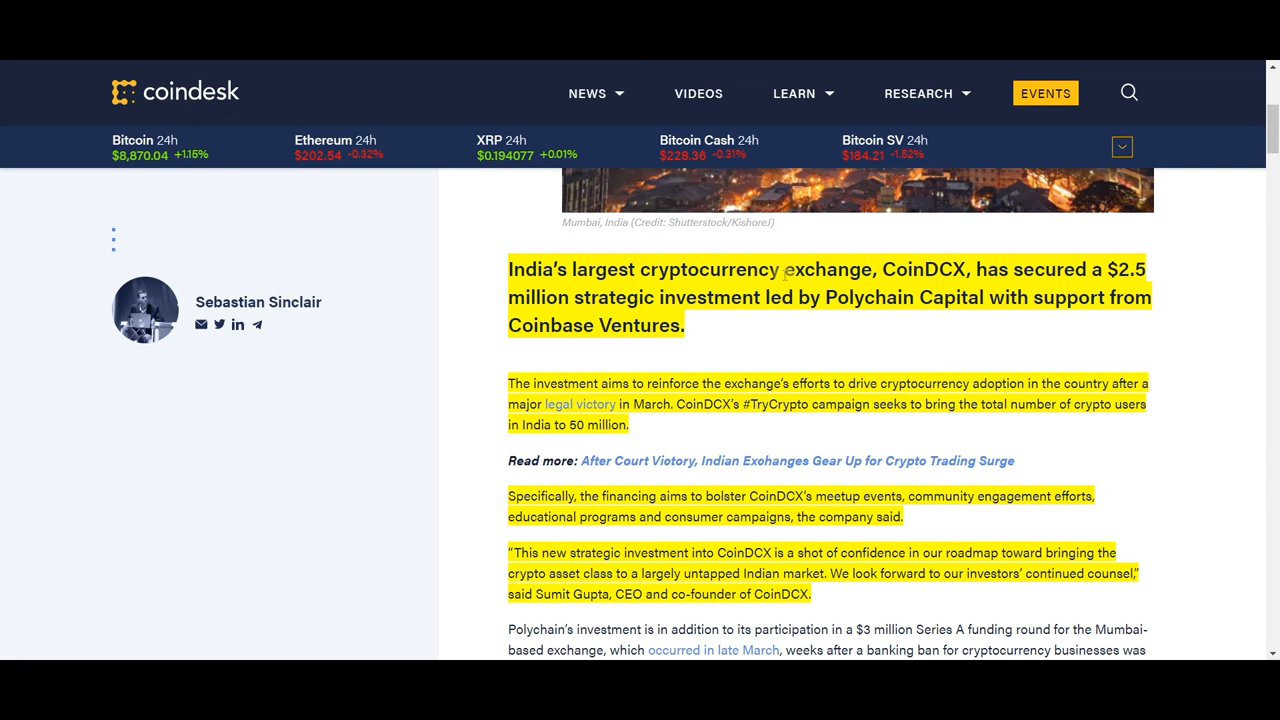 coindesk
NEWS
VIDEOS
LEARN
RESEARCH
EVENTS
Bitcoin 24h
$8,870.04 +1.15%
Ethereum 24h
$202.54 -0.32%
XRP 24h
$0.194077 +0.01%
Bitcoin Cash 24h
$226.36 -0.31%
Bitcoin SV 24h
$184.21 -1.52%
Mumbai, India (Credit: Shutterstock/KishoreJ)
Sebastian Sinclair
India’s largest cryptocurrency exchange, CoinDCX, has secured a $2.5
million strategic investment led by Polychain Capital with support from
Coinbase Ventures.
The investment aims to reinforce the exchange’s efforts to drive cryptocurrency adoption in the country after a
major legal victory in March. CoinDCX’s #TryCrypto campaign seeks to bring the total number of crypto users
in India to 50 million.
Read more: After Court Victory, Indian Exchanges Gear Up for Crypto Trading Surge
Specifically, the financing aims to bolster CoinDCX’s meetup events, community engagement efforts,
educational programs and consumer campaigns, the company said.
“This new strategic investment into CoinDCX is a shot of confidence in our roadmap toward bringing the
crypto asset class to a largely untapped Indian market. We look forward to our investors’ continued counsel,”
said Sumit Gupta, CEO and co-founder of CoinDCX.
Polychain’s investment is in addition to its participation in a $3 million Series A funding round for the Mumbai-
based exchange, which occurred in late March, weeks after a banking ban for cryptocurrency businesses was